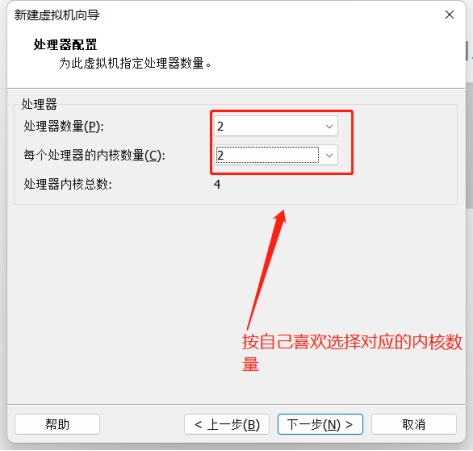 新建虚拟机向导
处理器配置
为此虚拟机指定处理器数量。
处理器
处理器数量(P): 2
每个处理器的内核数量(C): 2
处理器内核总数: 4
按自己喜欢选择对应的内核数
量
帮助 < 上一步(B) 下一步(N) > 取消